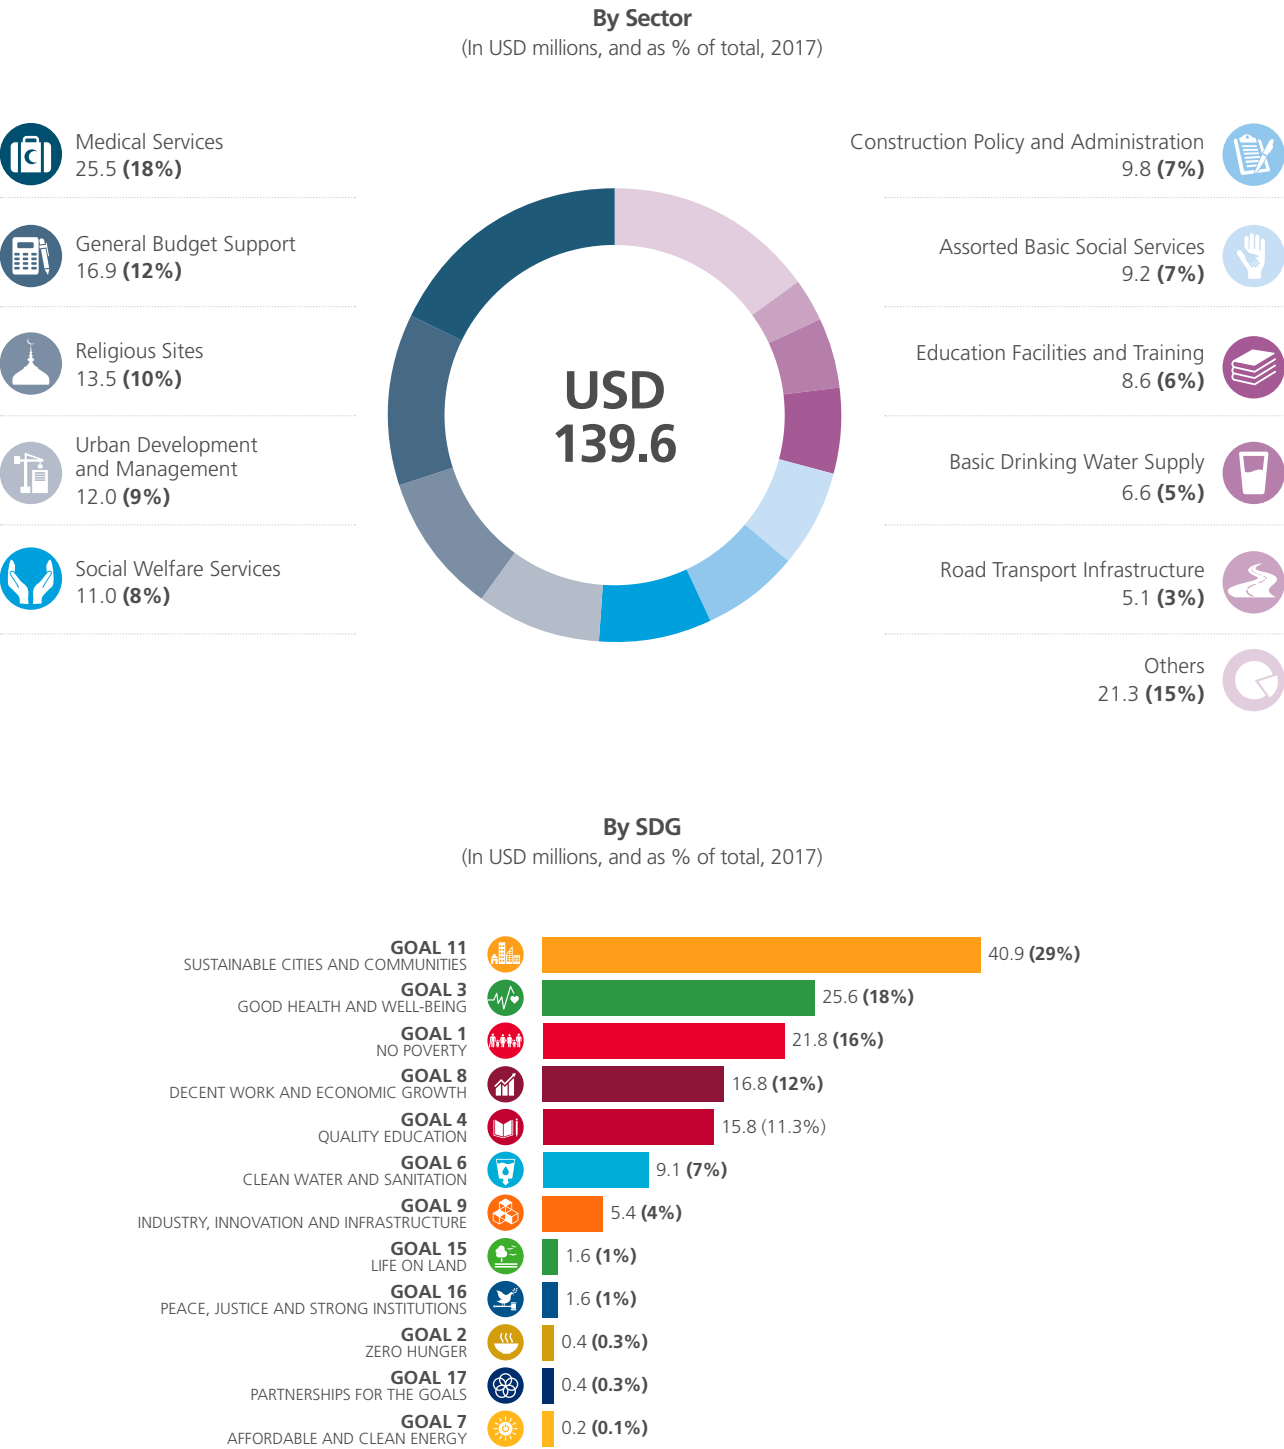 By Sector
(In USD millions, and as % of total, 2017)
Medical Services
25.5 (18%)
General Budget Support
16.9 (12%)
Religious Sites
13.5 (10%)
Urban Development
and Management
12.0 (9%)
Social Welfare Services
11.0 (8%)
USD
139.6
Construction Policy and Administration
9.8 (7%)
Assorted Basic Social Services
9.2 (7%)
Education Facilities and Training
8.6 (6%)
Basic Drinking Water Supply
6.6 (5%)
Road Transport Infrastructure
5.1 (3%)
Others
21.3 (15%)
By SDG
(In USD millions, and as % of total, 2017)
GOAL 11
SUSTAINABLE CITIES AND COMMUNITIES
40.9 (29%)
GOAL 3
GOOD HEALTH AND WELL-BEING
25.6 (18%)
GOAL 1
NO POVERTY
21.8 (16%)
GOAL 8
DECENT WORK AND ECONOMIC GROWTH
16.8 (12%)
GOAL 4
QUALITY EDUCATION
15.8 (11.3%)
GOAL 6
CLEAN WATER AND SANITATION
9.1 (7%)
GOAL 9
INDUSTRY, INNOVATION AND INFRASTRUCTURE
5.4 (4%)
GOAL 15
LIFE ON LAND
1.6 (1%)
GOAL 16
PEACE, JUSTICE AND STRONG INSTITUTIONS
1.6 (1%)
GOAL 2
ZERO HUNGER
0.4 (0.3%)
GOAL 17
PARTNERSHIPS FOR THE GOALS
0.4 (0.3%)
GOAL 7
AFFORDABLE AND CLEAN ENERGY
0.2 (0.1%)